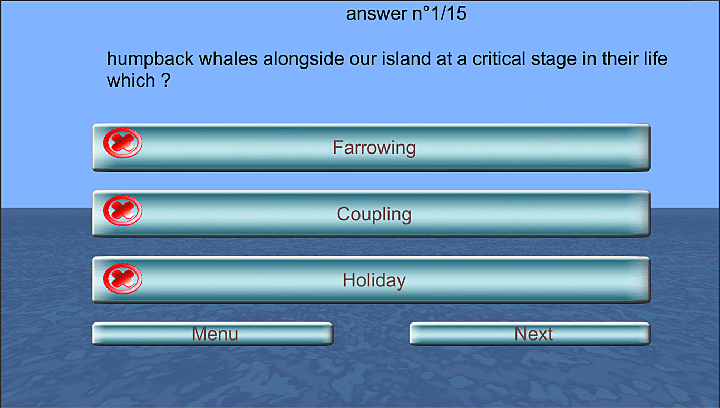 answer n°1/15
humpback whales alongside our island at a critical stage in their life
which ?
Farrowing
Coupling
Holiday
Menu
Next